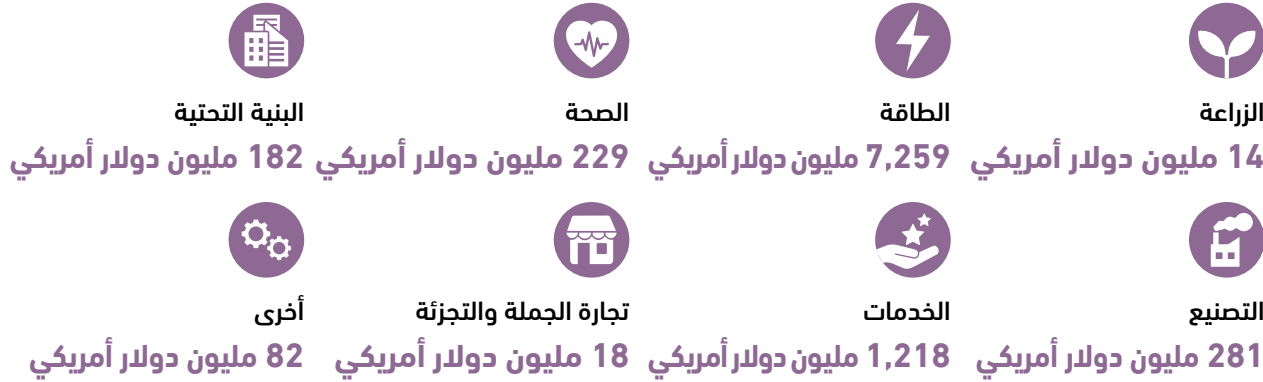 الزراعة
14 مليون دولار أمريكي
الطاقة
7,259 مليون دولار أمريكي
الصحة
229 مليون دولار أمريكي
البنية التحتية
182 مليون دولار أمريكي
التصنيع
281 مليون دولار أمريكي
الخدمات
1,218 مليون دولار أمريكي
تجارة الجملة والتجزئة
18 مليون دولار أمريكي
أخرى
82 مليون دولار أمريكي